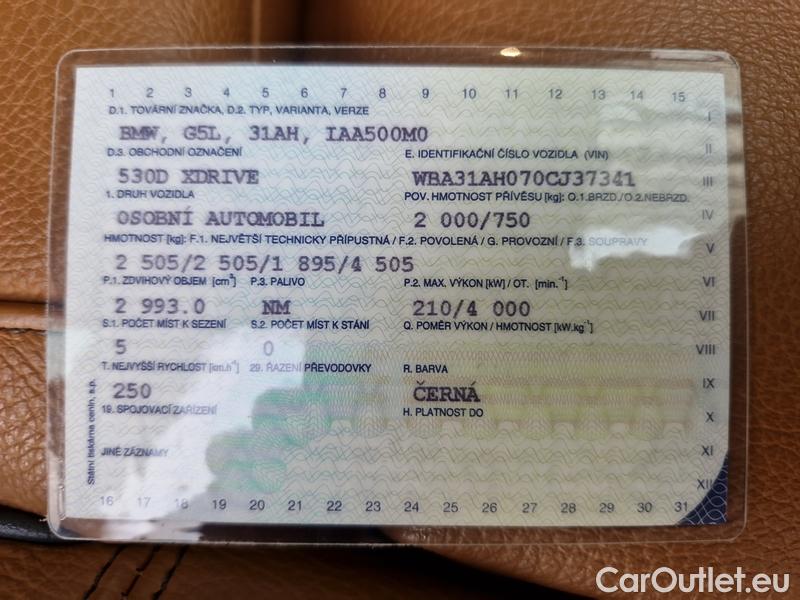 1 2 3 4 5 6 7 8 9 10 11 12 13 14 15
D.1. TOVÁRNÍ ZNAČKA, D.2. TYP, VARIANTA, VERZE I
BMW, G5L, 31AH, IAA500M0
D.3. OBCHODNÍ OZNAČENÍ E. IDENTIFIKAČNÍ ČÍSLO VOZIDLA (VIN) II
530D XDRIVE WBA31AH070CJ37341 III
1. DRUH VOZIDLA POV. HMOTNOST PŘÍVĚSU [kg]: O.1.BRZD./O.2.NEBRZD.
OSOBNÍ AUTOMOBIL 2 000/750 IV
HMOTNOST [kg]: F.1. NEJVĚTŠÍ TECHNICKY PŘÍPUSTNÁ / F.2. POVOLENÁ / G. PROVOZNÍ / F.3. SOUPRAVY V
2 505/2 505/1 895/4 505
P.1. ZDVIHOVÝ OBJEM [cm³] P.3. PALIVO P.2. MAX. VÝKON [kW] / OT. [min.⁻¹] VI
2 993.0 NM 210/4 000 VII
S.1. POČET MÍST K SEZENÍ S.2. POČET MÍST K STÁNÍ Q. POMĚR VÝKON / HMOTNOST [kW.kg⁻¹]
5 0 VIII
T. NEJVYŠŠÍ RYCHLOST [km.h⁻¹] 29. ŘAZENÍ PŘEVODOVKY R. BARVA
250 ČERNÁ IX
19. SPOJOVACÍ ZAŘÍZENÍ H. PLATNOST DO X
JINÉ ZÁZNAMY XI
XII
16 17 18 19 20 21 22 23 24 25 26 27 28 29 30 31
Státní tiskárna cenin, s.p.
CarOutlet.eu